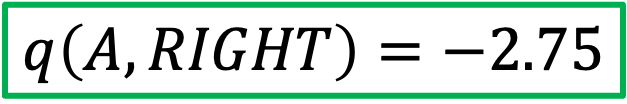 q(A, RIGHT) = −2.75